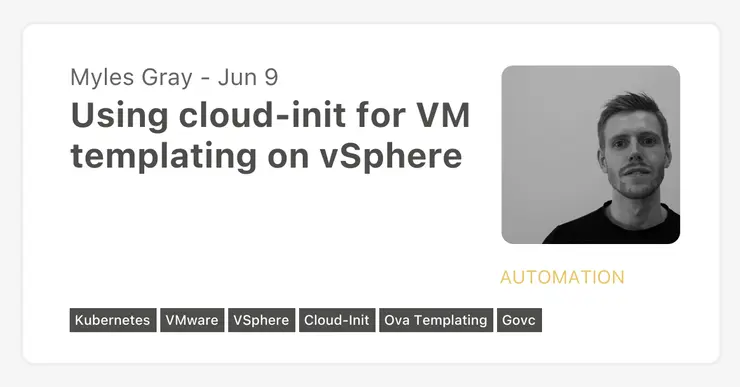 Myles Gray - Jun 9
Using cloud-init for VM
templating on vSphere
AUTOMATION
Kubernetes VMware VSphere Cloud-Init Ova Templating Govc